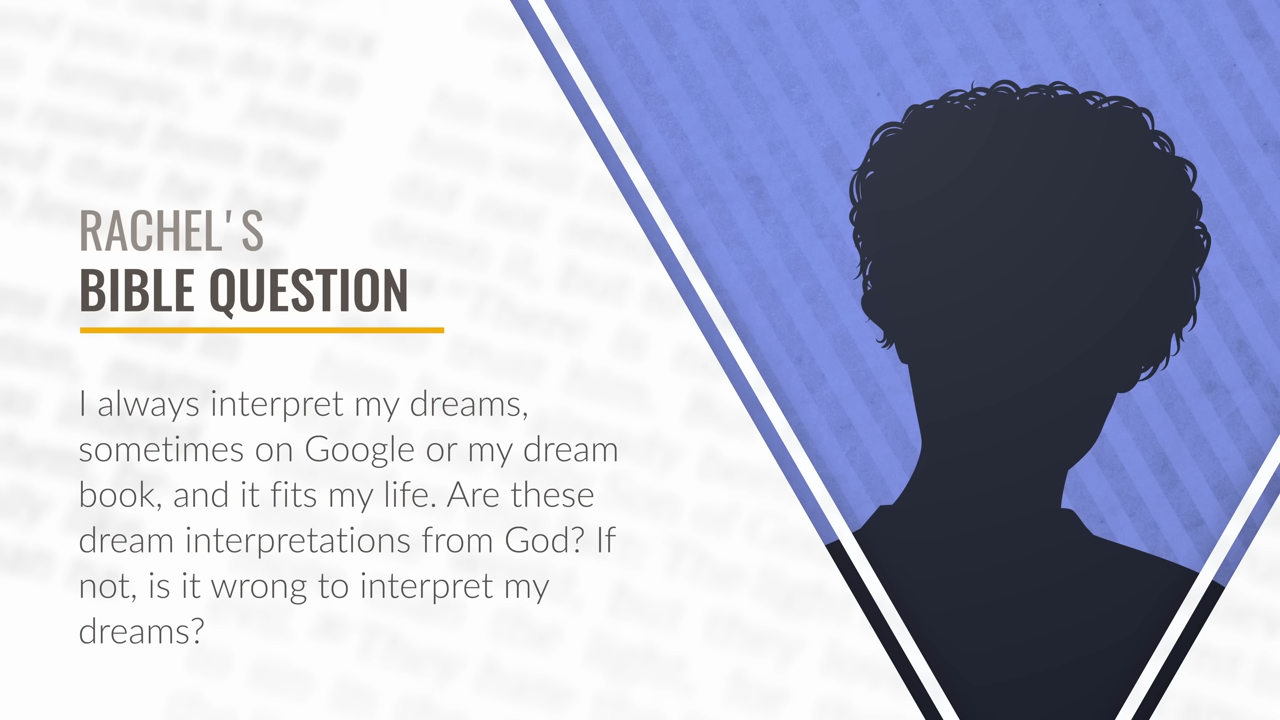 RACHEL'S
BIBLE QUESTION
I always interpret my dreams,
sometimes on Google or my dream
book, and it fits my life. Are these
dream interpretations from God? If
not, is it wrong to interpret my
dreams?